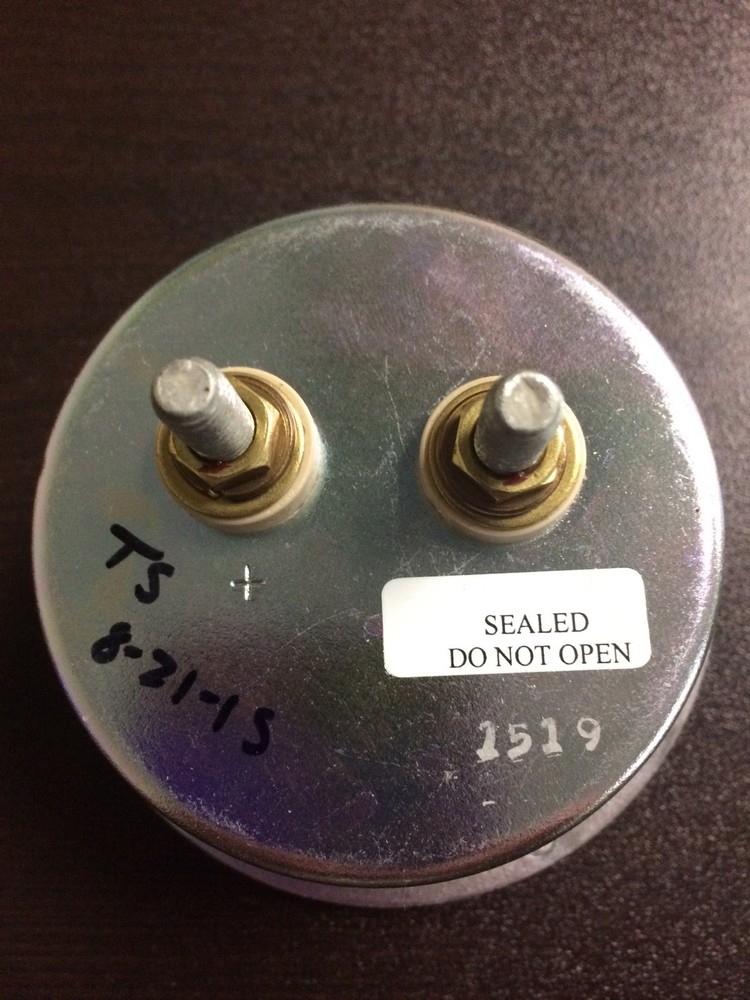 TS
8-21-15
+
SEALED
DO NOT OPEN
1519